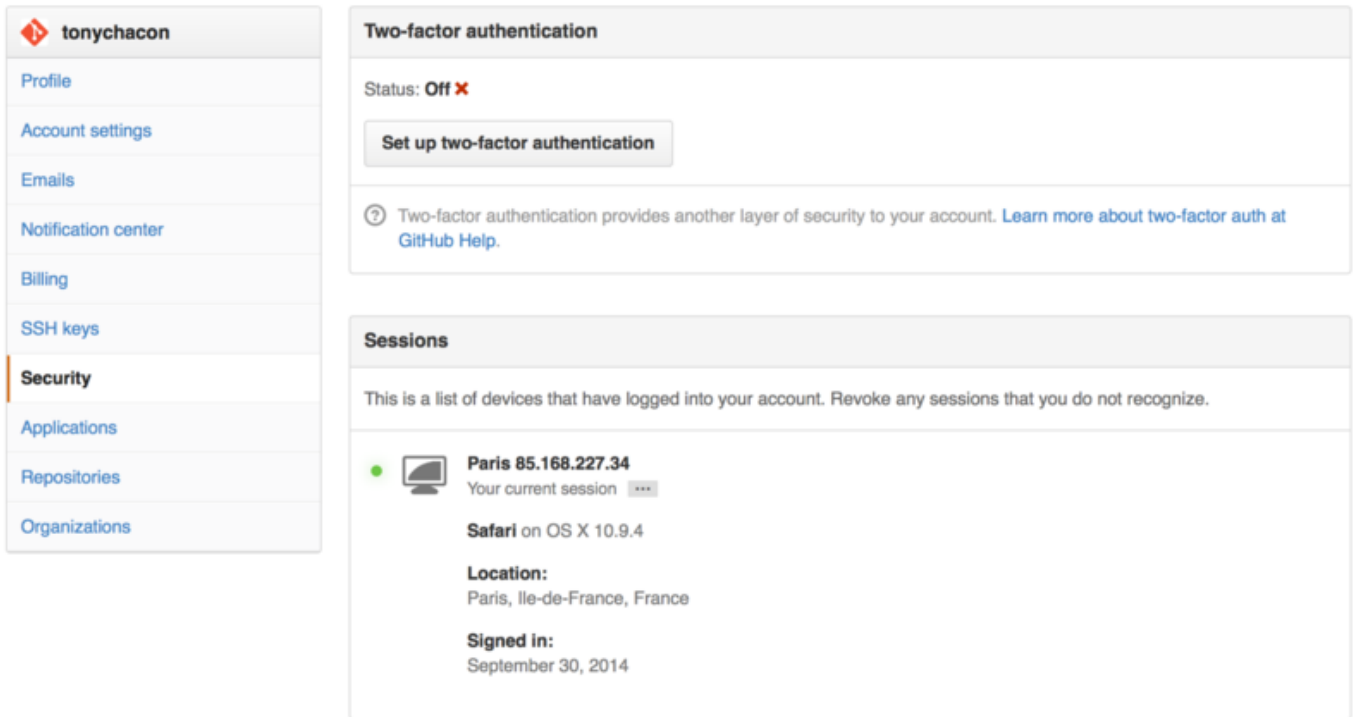 tonychacon
Profile
Account settings
Emails
Notification center
Billing
SSH keys
Security
Applications
Repositories
Organizations
Two-factor authentication
Status: Off ✖
Set up two-factor authentication
Two-factor authentication provides another layer of security to your account. Learn more about two-factor auth at
GitHub Help.
Sessions
This is a list of devices that have logged into your account. Revoke any sessions that you do not recognize.
Paris 85.168.227.34
Your current session ...
Safari on OS X 10.9.4
Location:
Paris, Ile-de-France, France
Signed in:
September 30, 2014